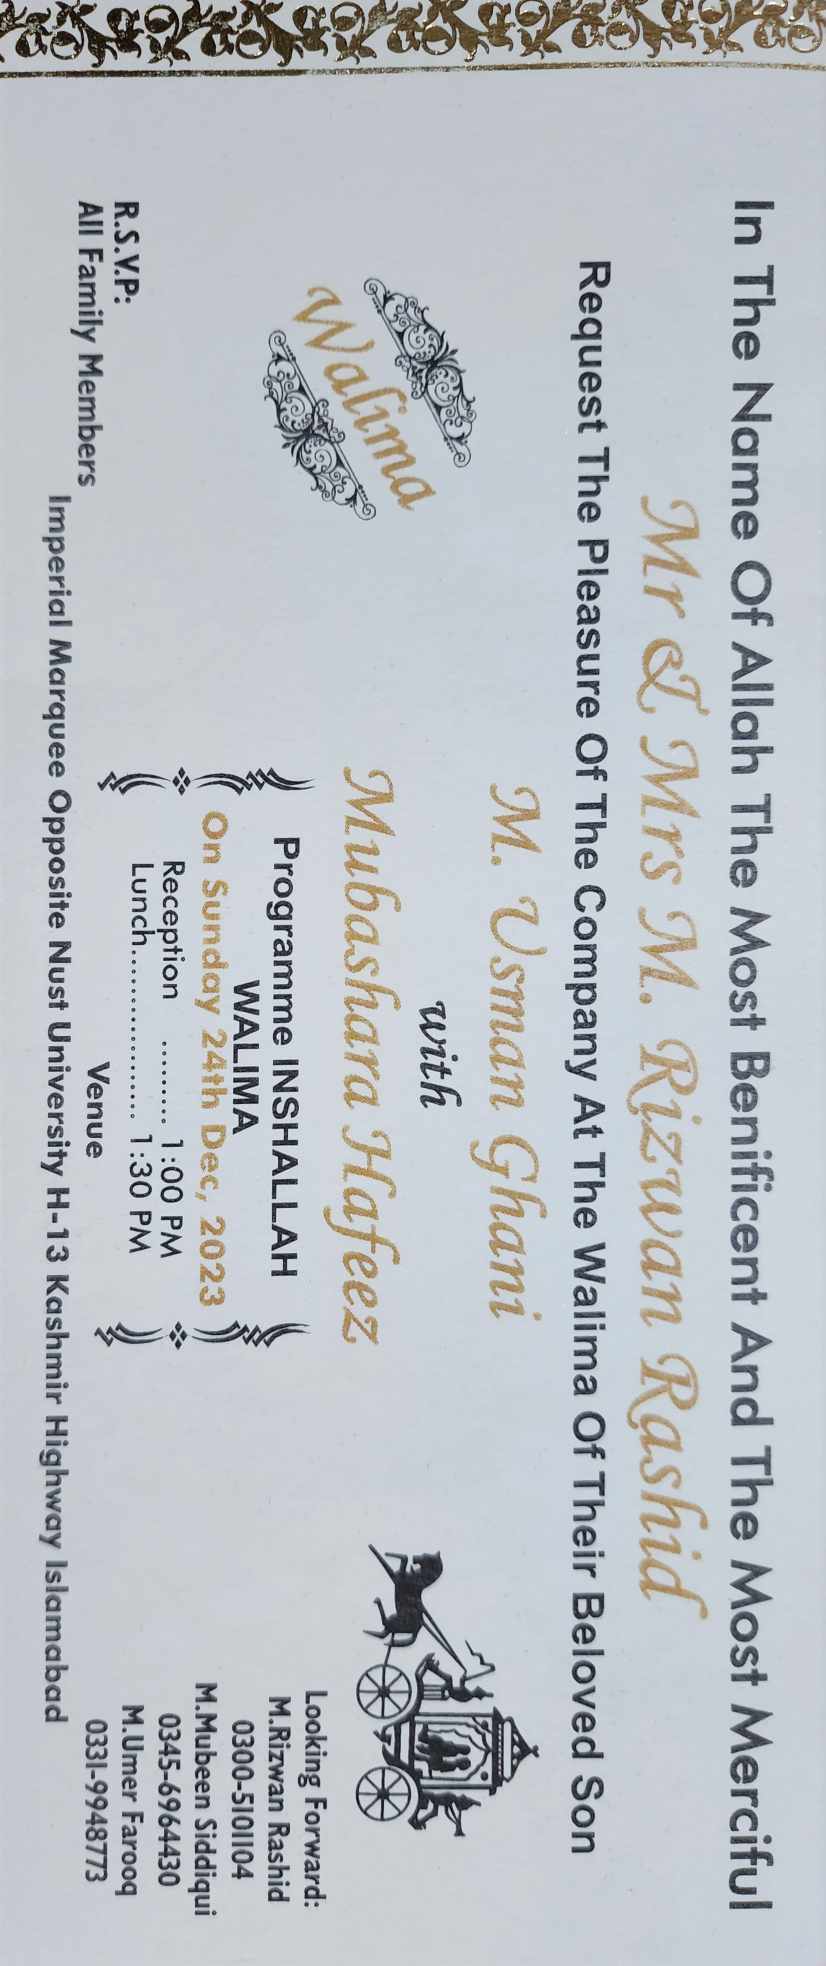 In The Name Of Allah The Most Benificent And The Most Merciful
Mr & Mrs M. Rizwan Rashid
Request The Pleasure Of The Company At The Walima Of Their Beloved Son
M. Usman Ghani
with
Mubashara Hafeez
Walima
Programme INSHALLAH
WALIMA
On Sunday 24th Dec, 2023
Reception ......... 1:00 PM
Lunch.................. 1:30 PM
Venue
Imperial Marquee Opposite Nust University H-13 Kashmir Highway Islamabad
R.S.V.P:
All Family Members
Looking Forward:
M.Rizwan Rashid
0300-5101104
M.Mubeen Siddiqui
0345-6964430
M.Umer Farooq
0331-9948773